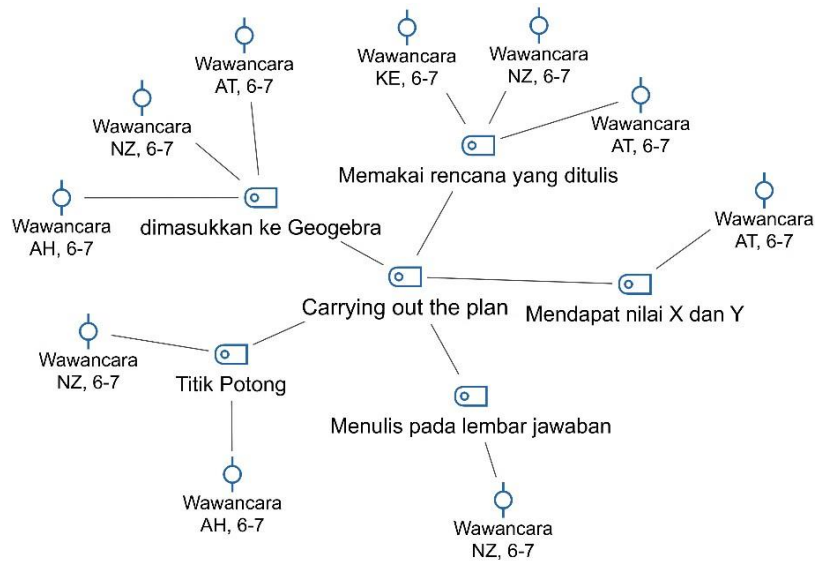 Wawancara
AT, 6-7
Wawancara
KE, 6-7
Wawancara
NZ, 6-7
Wawancara
NZ, 6-7
Wawancara
AT, 6-7
Memakai rencana yang ditulis
Wawancara
AH, 6-7
dimasukkan ke Geogebra
Wawancara
AT, 6-7
Carrying out the plan
Mendapat nilai X dan Y
Wawancara
NZ, 6-7
Titik Potong
Menulis pada lembar jawaban
Wawancara
AH, 6-7
Wawancara
NZ, 6-7